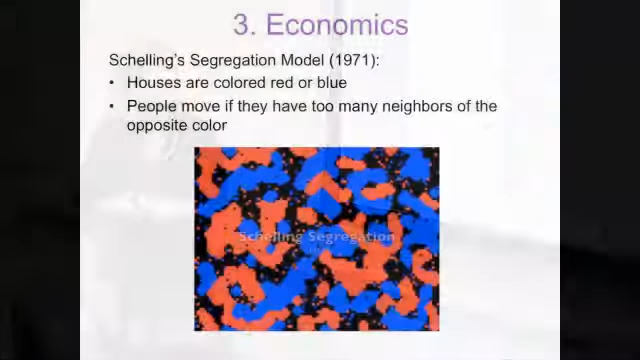 3. Economics
Schelling's Segregation Model (1971):
• Houses are colored red or blue
• People move if they have too many neighbors of the
opposite color
Schelling Segregation